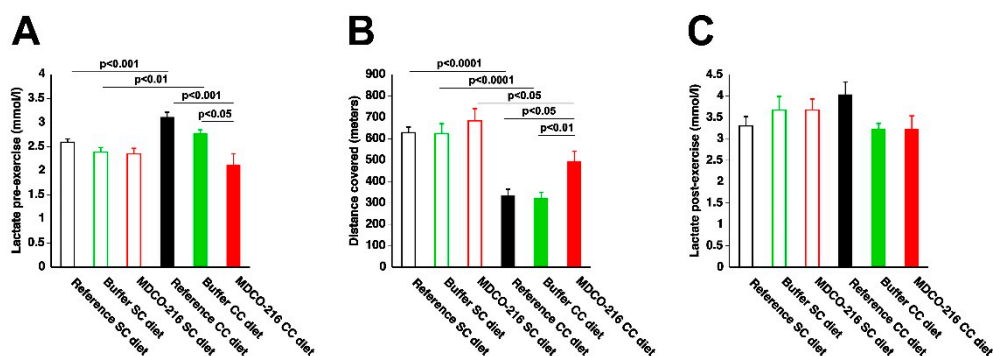 A
B
C
Lactate pre-exercise (mmol/l)
4
3.5
3
2.5
2
1.5
1
0.5
0
p<0.001
p<0.01
p<0.001
p<0.05
Reference SC diet
Buffer SC diet
MDCO-216 SC diet
Reference CC diet
Buffer CC diet
MDCO-216 CC diet
Distance covered (meters)
900
800
700
600
500
400
300
200
100
0
p<0.0001
p<0.0001
p<0.05
p<0.05
p<0.01
Reference SC diet
Buffer SC diet
MDCO-216 SC diet
Reference CC diet
Buffer CC diet
MDCO-216 CC diet
Lactate post-exercise (mmol/l)
4.5
4
3.5
3
2.5
2
1.5
1
0.5
0
Reference SC diet
Buffer SC diet
MDCO-216 SC diet
Reference CC diet
Buffer CC diet
MDCO-216 CC diet